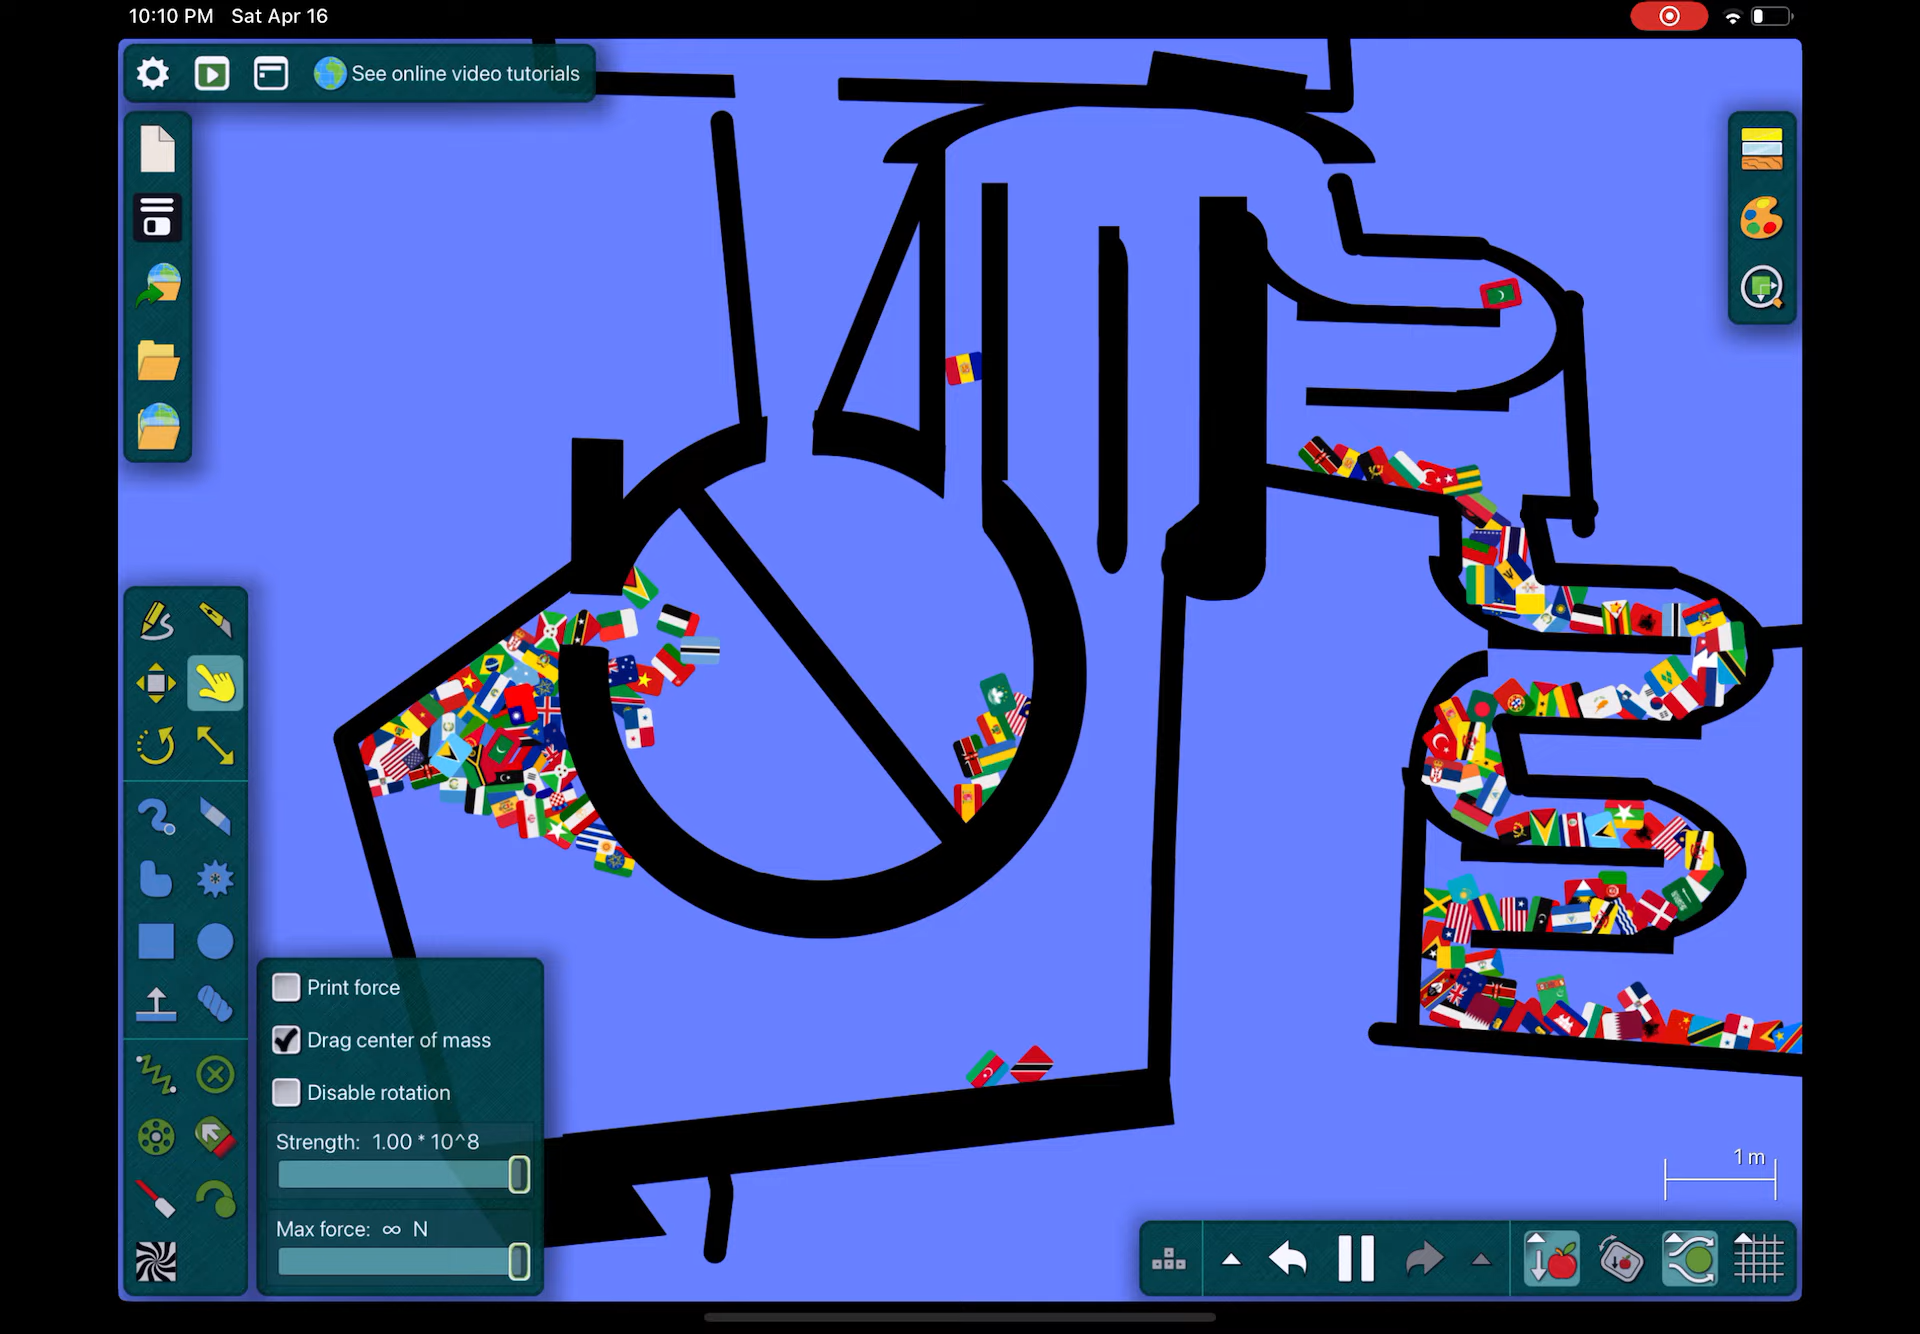 10:10 PM Sat Apr 16
See online video tutorials
Print force
Drag center of mass
Disable rotation
Strength: 1.00 * 10^8
Max force: ∞ N
1 m